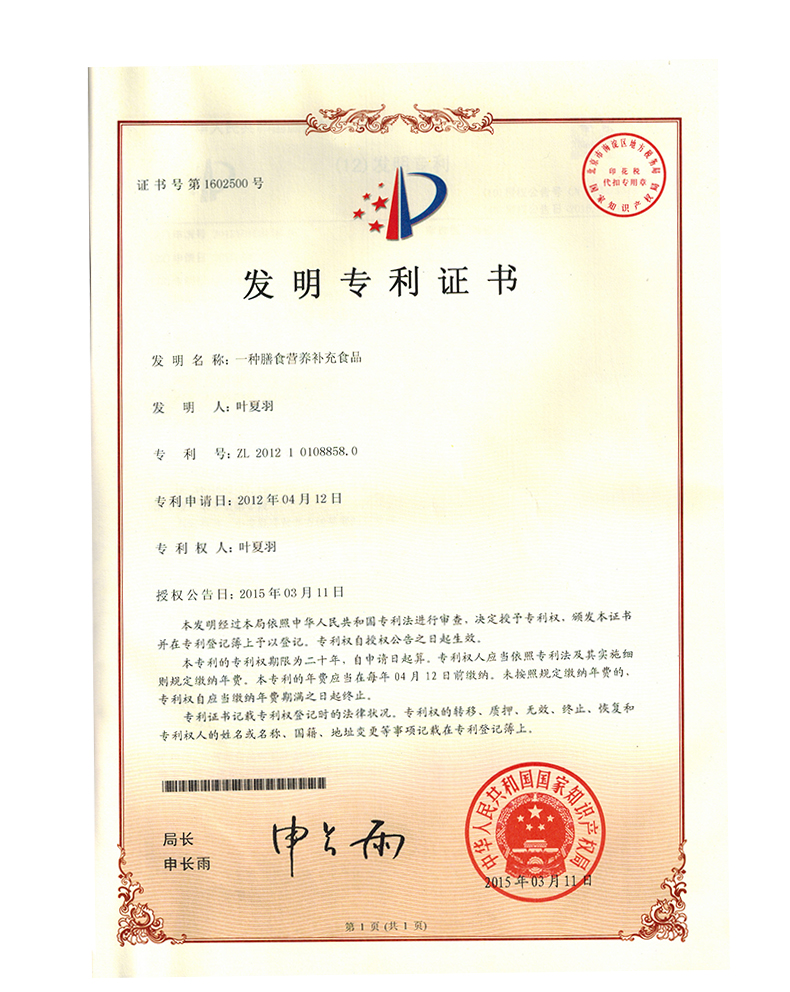 证书号第1602500号
北京市海淀区地方税务局
印花税
代扣专用章
国家知识产权局
发明专利证书
发明名称：一种膳食营养补充食品
发明人：叶夏羽
专利号：ZL 2012 1 0108858.0
专利申请日：2012年04月12日
专利权人：叶夏羽
授权公告日：2015年03月11日
本发明经过本局依照中华人民共和国专利法进行审查，决定授予专利权，颁发本证书
并在专利登记簿上予以登记。专利权自授权公告之日起生效。
本专利的专利权期限为二十年，自申请日起算。专利权人应当依照专利法及其实施细
则规定缴纳年费。本专利的年费应当在每年04月12日前缴纳。未按照规定缴纳年费的，
专利权自应当缴纳年费期满之日起终止。
专利证书记载专利权登记时的法律状况。专利权的转移、质押、无效、终止、恢复和
专利权人的姓名或名称、国籍、地址变更等事项记载在专利登记簿上。
局长
申长雨
申长雨
中华人民共和国国家知识产权局
2015年03月11日
第1页(共1页)